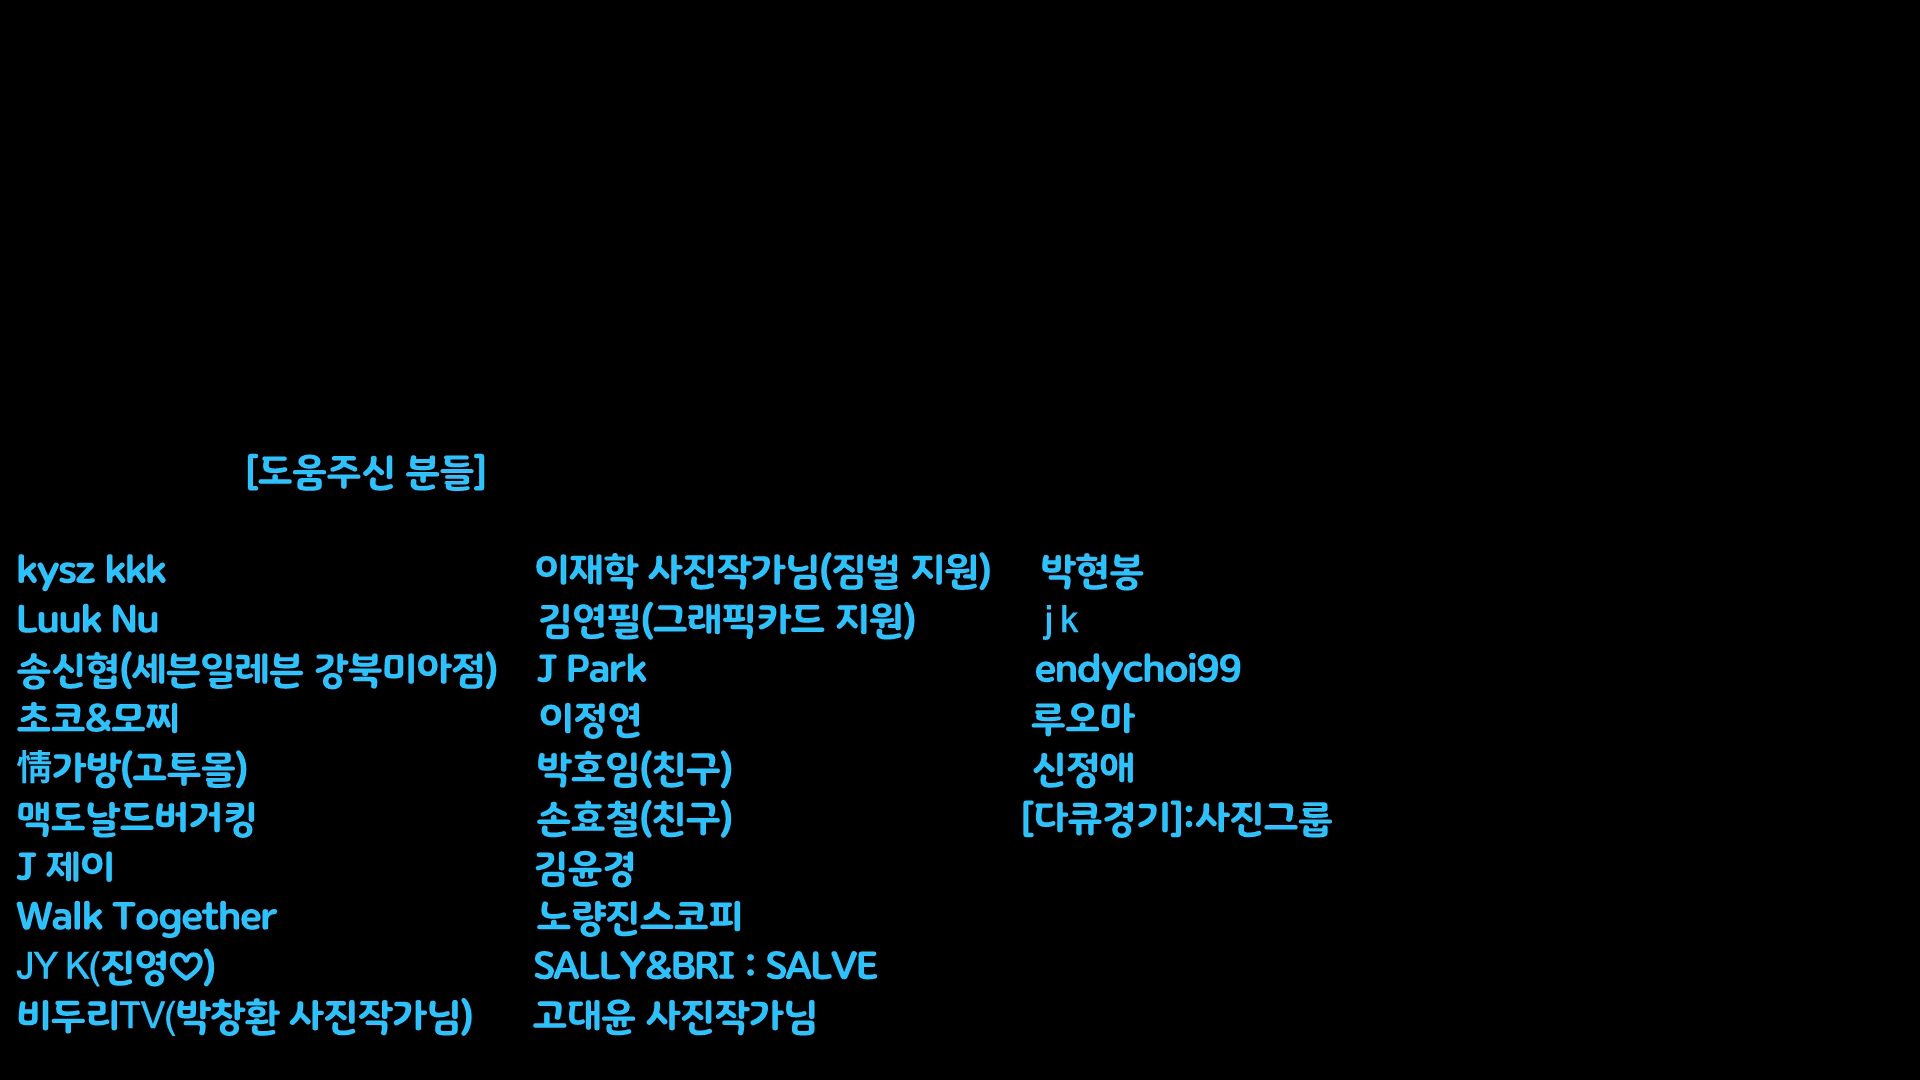 [도움주신 분들]
kysz kkk
Luuk Nu
송신협(세븐일레븐 강북미아점)
초코&모찌
情가방(고투몰)
맥도날드버거킹
J 제이
Walk Together
JY K(진영♡)
비두리TV(박창환 사진작가님)
이재학 사진작가님(짐벌 지원)
김연필(그래픽카드 지원)
J Park
이정연
박호임(친구)
손효철(친구)
김윤경
노량진스코피
SALLY&BRI : SALVE
고대윤 사진작가님
박현봉
j k
endychoi99
루오마
신정애
[다큐경기]:사진그룹